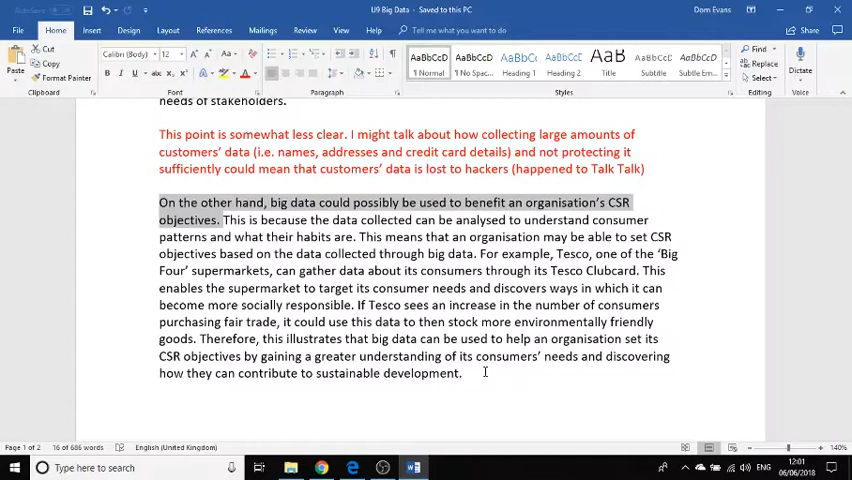 AutoSave
U9 Big Data - Saved to this PC
Dom Evans
File Home Insert Design Layout References Mailings Review View Help Tell me what you want to do Share
Paste
Cut
Copy
Format Painter
Clipboard
Calibri (Body) 12
Font
Paragraph
AaBbCcD AaBbCcD AaBbC AaBbCcD AaB AaBbCcD AaBbCcD
¶ Normal ¶ No Spac... Heading 1 Heading 2 Title Subtitle Subtle Em...
Styles
Find
Replace
Select
Editing
Dictate
Voice
needs of stakeholders.
This point is somewhat less clear. I might talk about how collecting large amounts of
customers’ data (i.e. names, addresses and credit card details) and not protecting it
sufficiently could mean that customers’ data is lost to hackers (happened to Talk Talk)
On the other hand, big data could possibly be used to benefit an organisation’s CSR
objectives. This is because the data collected can be analysed to understand consumer
patterns and what their habits are. This means that an organisation may be able to set CSR
objectives based on the data collected through big data. For example, Tesco, one of the ‘Big
Four’ supermarkets, can gather data about its consumers through its Tesco Clubcard. This
enables the supermarket to target its consumer needs and discovers ways in which it can
become more socially responsible. If Tesco sees an increase in the number of consumers
purchasing fair trade, it could use this data to then stock more environmentally friendly
goods. Therefore, this illustrates that big data can be used to help an organisation set its
CSR objectives by gaining a greater understanding of its consumers’ needs and discovering
how they can contribute to sustainable development.
Page 1 of 2 16 of 686 words English (United Kingdom) 140%
Type here to search
ENG
12:01
06/06/2018